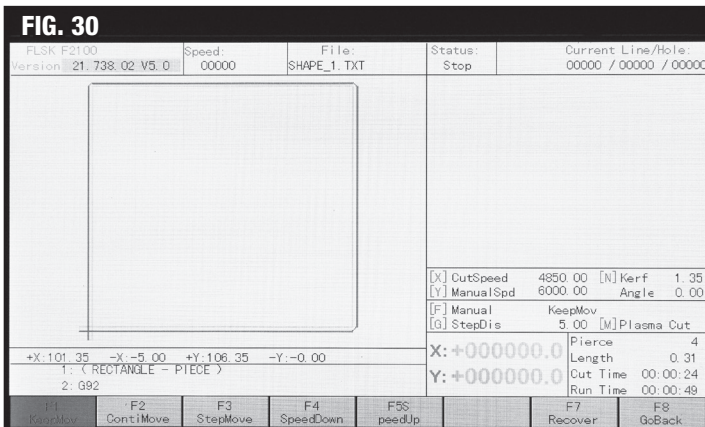 FIG. 30
FLSK F2100 Speed: File: Status: Current Line/Hole:
Version 21.738.02 V5.0 00000 SHAPE_1.TXT Stop 00000 / 00000 / 00000
[X] CutSpeed 4850.00 [N] Kerf 1.35
[Y] ManualSpd 6000.00 Angle 0.00
[F] Manual KeepMov
[G] StepDis 5.00 [M] Plasma Cut
X: +000000.0 Pierce 4
Length 0.31
Y: +000000.0 Cut Time 00:00:24
Run Time 00:00:49
+X:101.35 -X:-5.00 +Y:106.35 -Y:-0.00
1: ( RECTANGLE - PIECE )
2: G92
F1 F2 F3 F4 F5S F7 F8
KeepMov ContiMove StepMove SpeedDown peedUp Recover GoBack